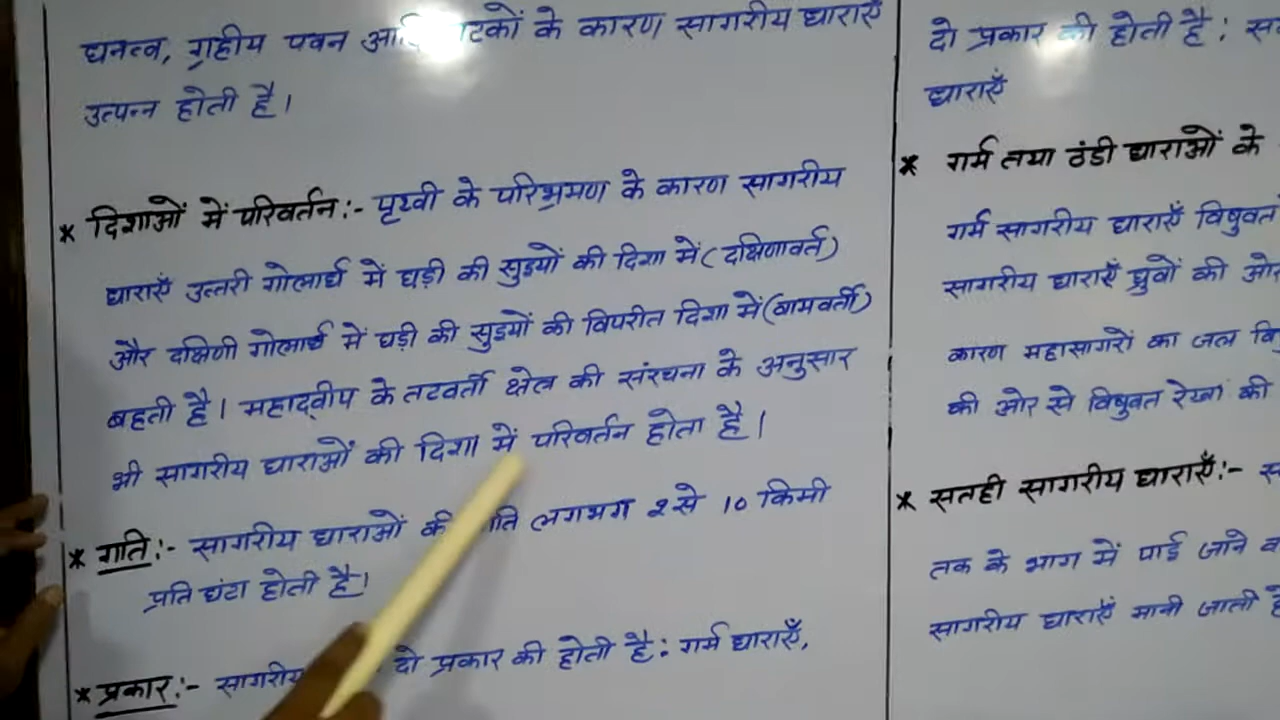 घनत्व, ग्रहीय पवन के कारण सागरीय धाराएँ
उत्पन्न होती है।
* दिशाओं में परिवर्तन:- पृथ्वी के परिभ्रमण के कारण सागरीय
धाराएँ उत्तरी गोलार्ध में घड़ी की सुइयों की दिशा में (दक्षिणावर्त)
और दक्षिणी गोलार्ध में घड़ी की सुइयों की विपरीत दिशा में (वामवर्ती)
बहती है। महाद्वीप के तटवर्ती क्षेत्र की संरचना के अनुसार
भी सागरीय धाराओं की दिशा में परिवर्तन होता है।
* गति:- सागरीय धाराओं की लगभग 2 से 10 किमी
प्रति घंटा होती है।
* प्रकार:- सागरीय दो प्रकार की होती है: गर्म धाराएँ,
दो प्रकार की होती है:
धाराएँ
* गर्म तथा ठंडी धाराओं के
गर्म सागरीय धाराएँ विषुवत
सागरीय धाराएँ ध्रुवों की ओर
कारण महासागरों का जल
की ओर से विषुवत रेखा की
* सतही सागरीय धाराएँ:-
तक के भाग में पाई जाने
सागरीय धाराएं मानी जाती